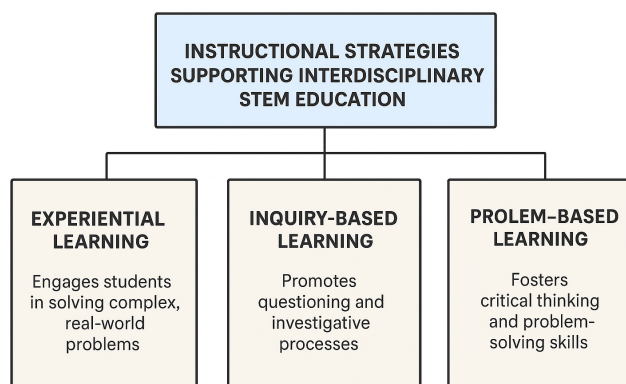 INSTRUCTIONAL STRATEGIES
SUPPORTING INTERDISCIPLINARY
STEM EDUCATION
EXPERIENTIAL
LEARNING
Engages students
in solving complex,
real-world
problems
INQUIRY-BASED
LEARNING
Promotes
questioning and
investigative
processes
PROLEM–BASED
LEARNING
Fosters
critical thinking
and problem-
solving skills